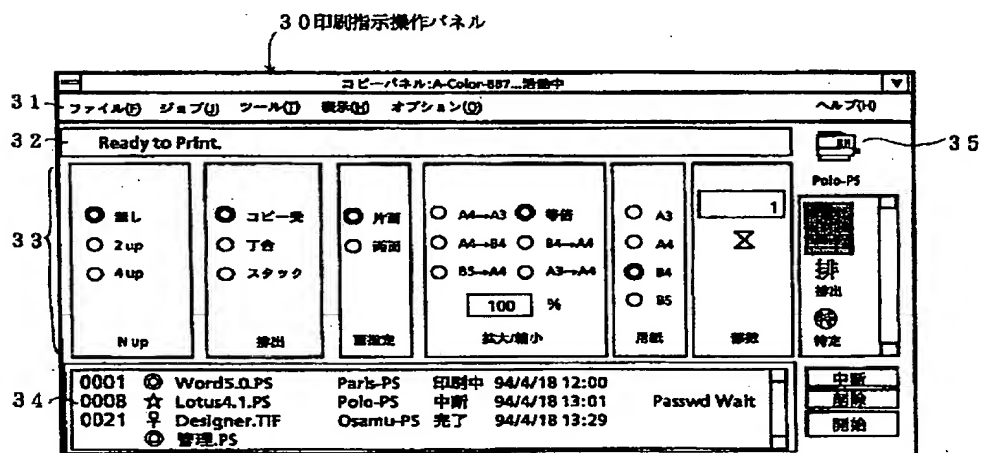 30印刷指示操作パネル
コピーパネル:A-Color-887...活動中
31 ファイル(F) ジョブ(J) ツール(T) 表示(H) オプション(O) ヘルプ(H)
32 Ready to Print.
35
Polo-PS
33
無し
2 up
4 up
N up
コピー受
丁合
スタック
排出
片面
両面
面指定
A4→A3 等倍
A4→B4 B4→A4
B5→A4 A3→A4
100 %
拡大/縮小
A3
A4
B4
B5
用紙
1
部数
排
排出
特定
34
0001 Word5.0.PS Paris-PS 印刷中 94/4/18 12:00
0008 Lotus4.1.PS Polo-PS 中断 94/4/18 13:01 Passwd Wait
0021 Designer.TIF Osamu-PS 完了 94/4/18 13:29
管理.PS
中断
削除
開始